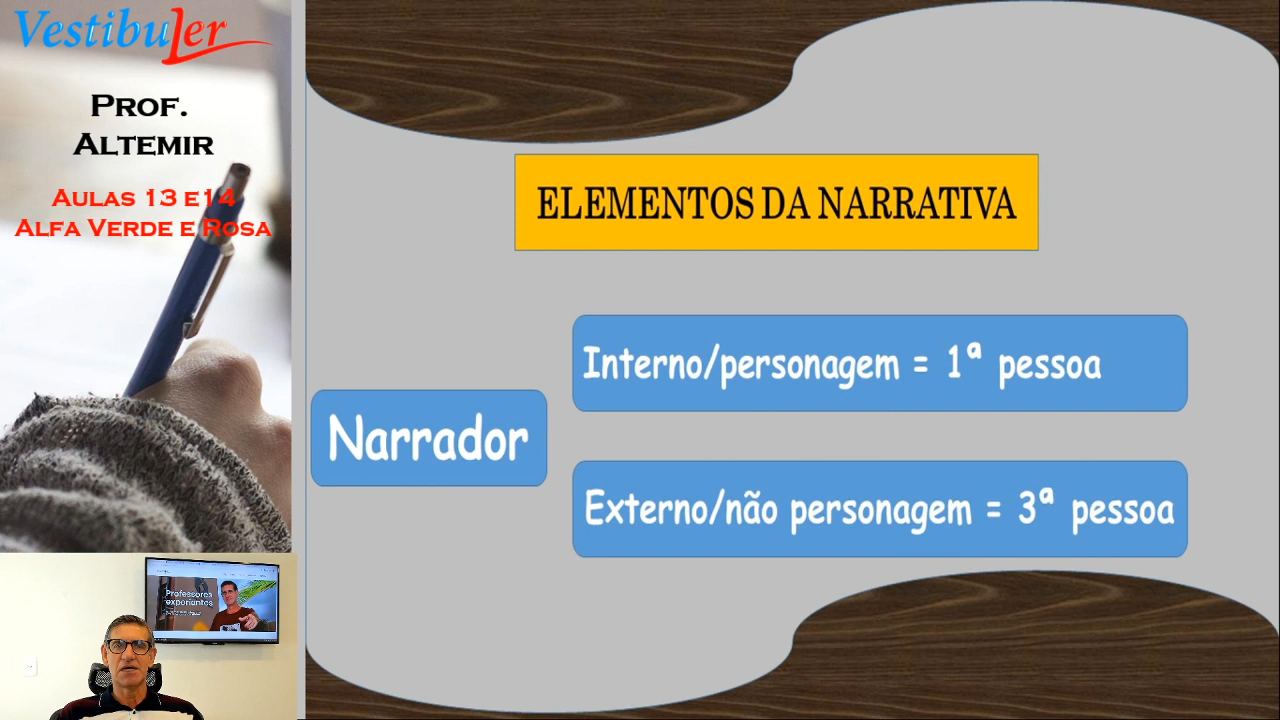 Vestibuler
Prof.
Altemir
Aulas 13 e 14
Alfa Verde e Rosa
ELEMENTOS DA NARRATIVA
Interno/personagem = 1ª pessoa
Narrador
Externo/não personagem = 3ª pessoa
Professores
experientes